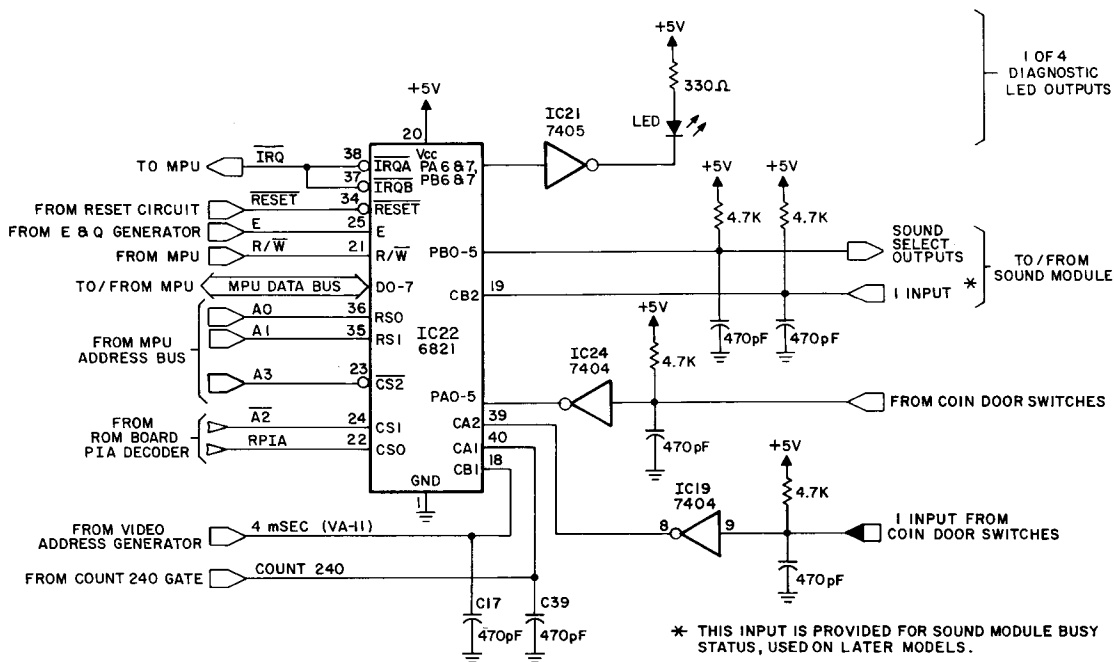 +5V
330Ω
LED
1 OF 4
DIAGNOSTIC
LED OUTPUTS
+5V
20
IC21
7405
TO MPU
IRQ
38
37
34
Vcc
IRQA
IRQB
RESET
PA6&7,
PB6&7
FROM RESET CIRCUIT
RESET
FROM E & Q GENERATOR
E
25
E
FROM MPU
R/W
21
R/W
TO/FROM MPU
MPU DATA BUS
DO-7
+5V
+5V
4.7K
4.7K
PBO-5
SOUND
SELECT
OUTPUTS
CB2
19
1 INPUT
*
TO/FROM
SOUND MODULE
470pF
470pF
FROM MPU
ADDRESS BUS
AO
36
RSO
A1
35
RS1
A3
23
CS2
IC22
6821
FROM
ROM BOARD
PIA DECODER
A2
24
CS1
RPIA
22
CSO
+5V
4.7K
IC24
7404
PAO-5
FROM COIN DOOR SWITCHES
470pF
CA2
39
CA1
40
CB1
18
GND
1
+5V
4.7K
IC19
7404
8
9
1 INPUT FROM
COIN DOOR SWITCHES
470pF
FROM VIDEO
ADDRESS GENERATOR
4 mSEC (VA-11)
FROM COUNT 240 GATE
COUNT 240
C17
470pF
C39
470pF
* THIS INPUT IS PROVIDED FOR SOUND MODULE BUSY
STATUS, USED ON LATER MODELS.